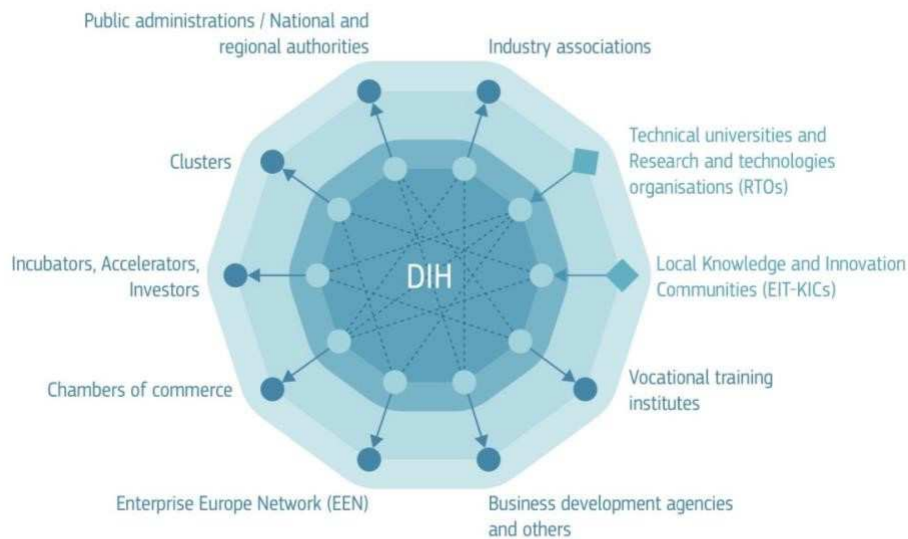 Public administrations / National and
regional authorities
Industry associations
Clusters
Technical universities and
Research and technologies
organisations (RTOs)
Incubators, Accelerators,
Investors
DIH
Local Knowledge and Innovation
Communities (EIT-KICs)
Chambers of commerce
Vocational training
institutes
Enterprise Europe Network (EEN)
Business development agencies
and others